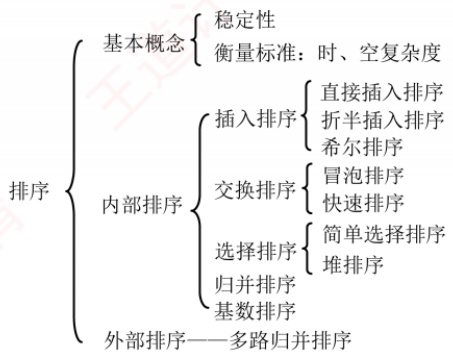 排序
基本概念
稳定性
衡量标准：时、空复杂度
内部排序
插入排序
直接插入排序
折半插入排序
希尔排序
交换排序
冒泡排序
快速排序
选择排序
简单选择排序
堆排序
归并排序
基数排序
外部排序——多路归并排序